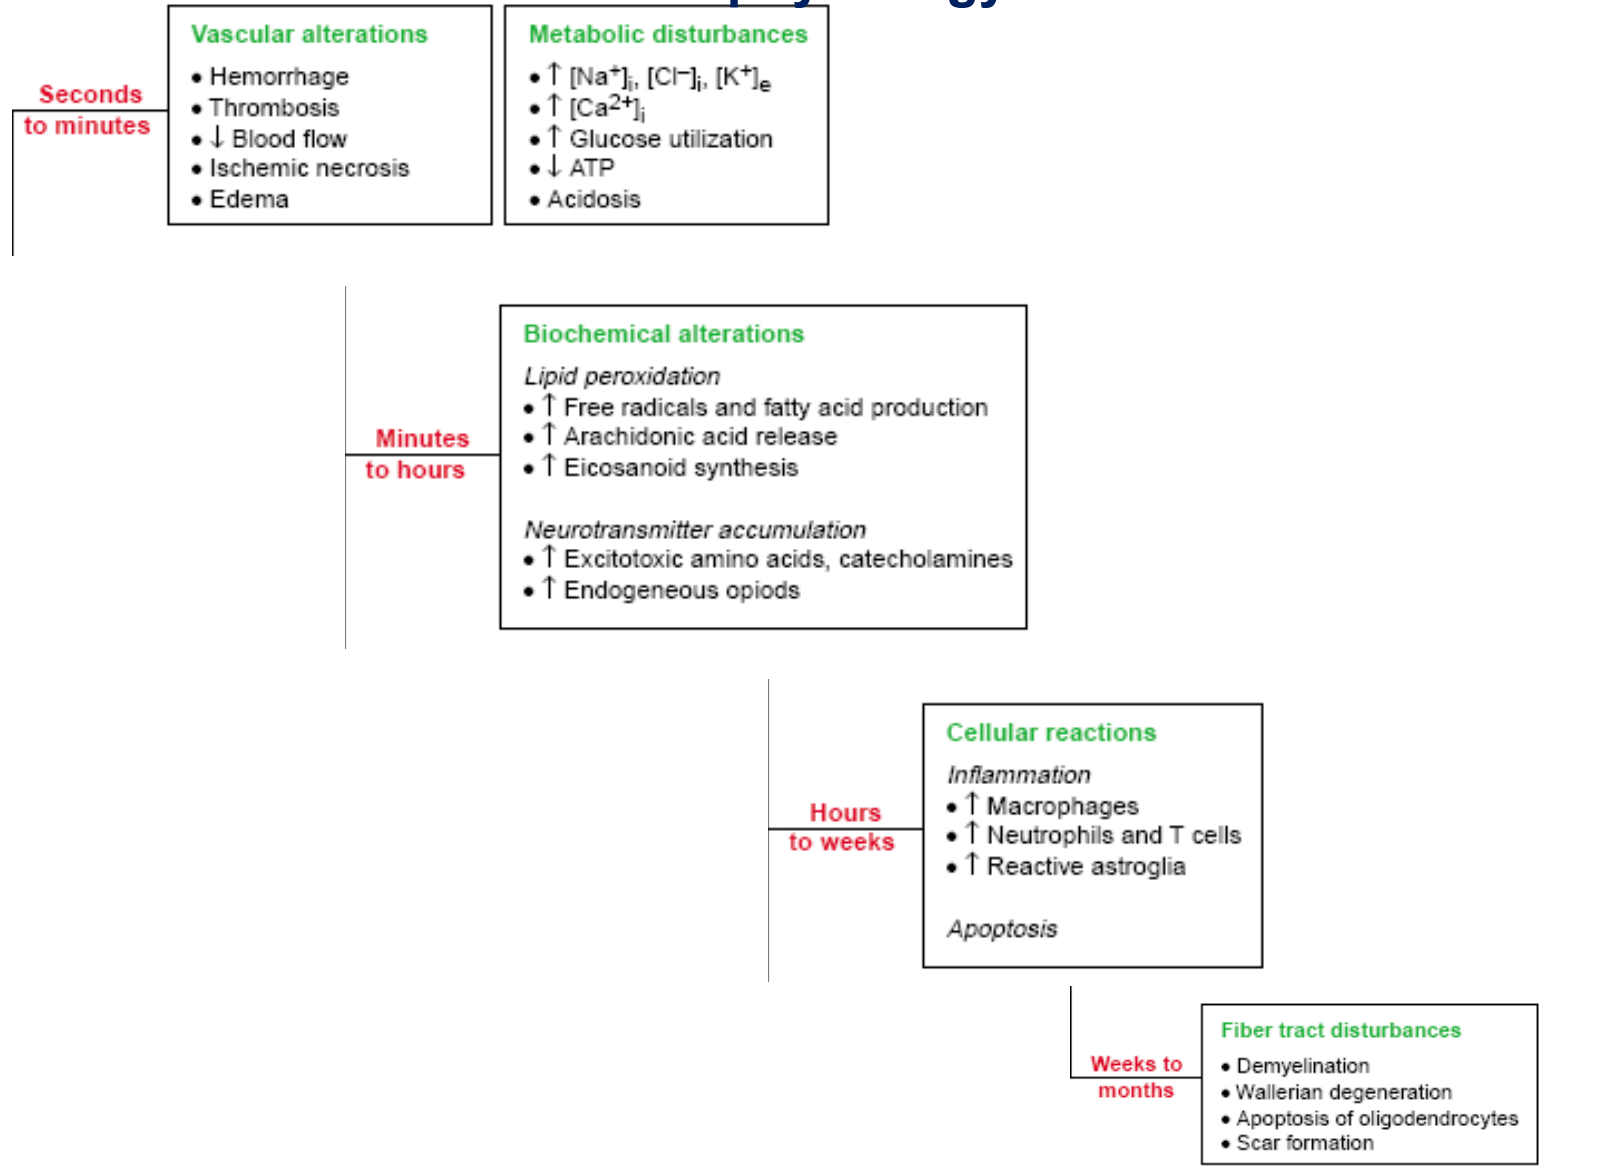 Vascular alterations
• Hemorrhage
• Thrombosis
• ↓ Blood flow
• Ischemic necrosis
• Edema
Metabolic disturbances
• ↑ [Na⁺]ᵢ, [Cl⁻]ᵢ, [K⁺]ₑ
• ↑ [Ca²⁺]ᵢ
• ↑ Glucose utilization
• ↓ ATP
• Acidosis
Seconds
to minutes
Biochemical alterations
Lipid peroxidation
• ↑ Free radicals and fatty acid production
• ↑ Arachidonic acid release
• ↑ Eicosanoid synthesis
Neurotransmitter accumulation
• ↑ Excitotoxic amino acids, catecholamines
• ↑ Endogeneous opiods
Minutes
to hours
Cellular reactions
Inflammation
• ↑ Macrophages
• ↑ Neutrophils and T cells
• ↑ Reactive astroglia
Apoptosis
Hours
to weeks
Fiber tract disturbances
• Demyelination
• Wallerian degeneration
• Apoptosis of oligodendrocytes
• Scar formation
Weeks to
months